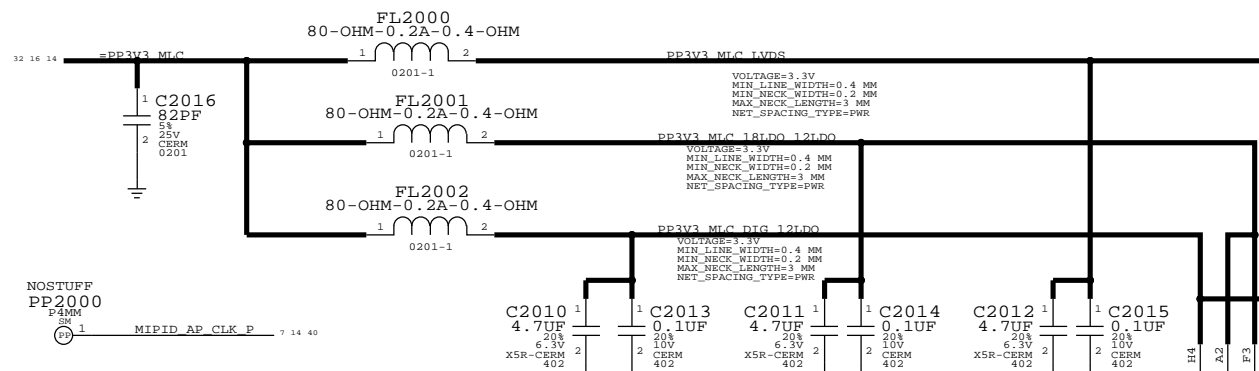 FL2000
80-OHM-0.2A-0.4-OHM
32 16 14
=PP3V3_MLC
1
2
PP3V3_MLC_LVDS
0201-1
VOLTAGE=3.3V
MIN_LINE_WIDTH=0.4 MM
MIN_NECK_WIDTH=0.2 MM
MAX_NECK_LENGTH=3 MM
NET_SPACING_TYPE=PWR
1
C2016
82PF
5%
25V
CERM
0201
2
FL2001
80-OHM-0.2A-0.4-OHM
1
2
PP3V3_MLC_18LDO_12LDO
0201-1
VOLTAGE=3.3V
MIN_LINE_WIDTH=0.4 MM
MIN_NECK_WIDTH=0.2 MM
MAX_NECK_LENGTH=3 MM
NET_SPACING_TYPE=PWR
FL2002
80-OHM-0.2A-0.4-OHM
1
2
PP3V3_MLC_DIG_12LDO
0201-1
VOLTAGE=3.3V
MIN_LINE_WIDTH=0.4 MM
MIN_NECK_WIDTH=0.2 MM
MAX_NECK_LENGTH=3 MM
NET_SPACING_TYPE=PWR
NOSTUFF
PP2000
P4MM
SM
PP
1
MIPID_AP_CLK_P
7 14 40
C2010
4.7UF
20%
6.3V
X5R-CERM
402
1
2
1
2
C2013
0.1UF
20%
10V
CERM
402
C2011
4.7UF
20%
6.3V
X5R-CERM
402
1
2
1
2
C2014
0.1UF
20%
10V
CERM
402
C2012
4.7UF
20%
6.3V
X5R-CERM
402
1
2
1
2
C2015
0.1UF
20%
10V
CERM
402
H4
A2
F3